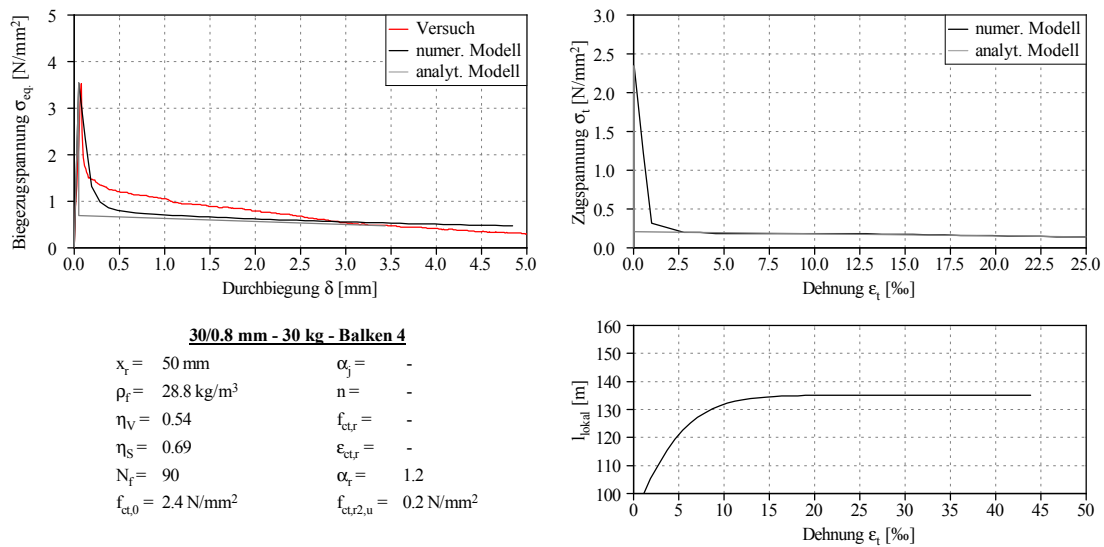 Biegezugspannung σeq. [N/mm²]
5
4
3
2
1
0
0.0 0.5 1.0 1.5 2.0 2.5 3.0 3.5 4.0 4.5 5.0
Durchbiegung δ [mm]
Versuch
numer. Modell
analyt. Modell
Zugspannung σt [N/mm²]
3.0
2.5
2.0
1.5
1.0
0.5
0.0
0.0 2.5 5.0 7.5 10.0 12.5 15.0 17.5 20.0 22.5 25.0
Dehnung εt [‰]
numer. Modell
analyt. Modell
30/0.8 mm - 30 kg - Balken 4
xr = 50 mm αj = -
ρf = 28.8 kg/m³ n = -
ηV = 0.54 fct,r = -
ηS = 0.69 εct,r = -
Nf = 90 αr = 1.2
fct,0 = 2.4 N/mm² fct,r2,u = 0.2 N/mm²
llokal [m]
160
150
140
130
120
110
100
0 5 10 15 20 25 30 35 40 45 50
Dehnung εt [‰]